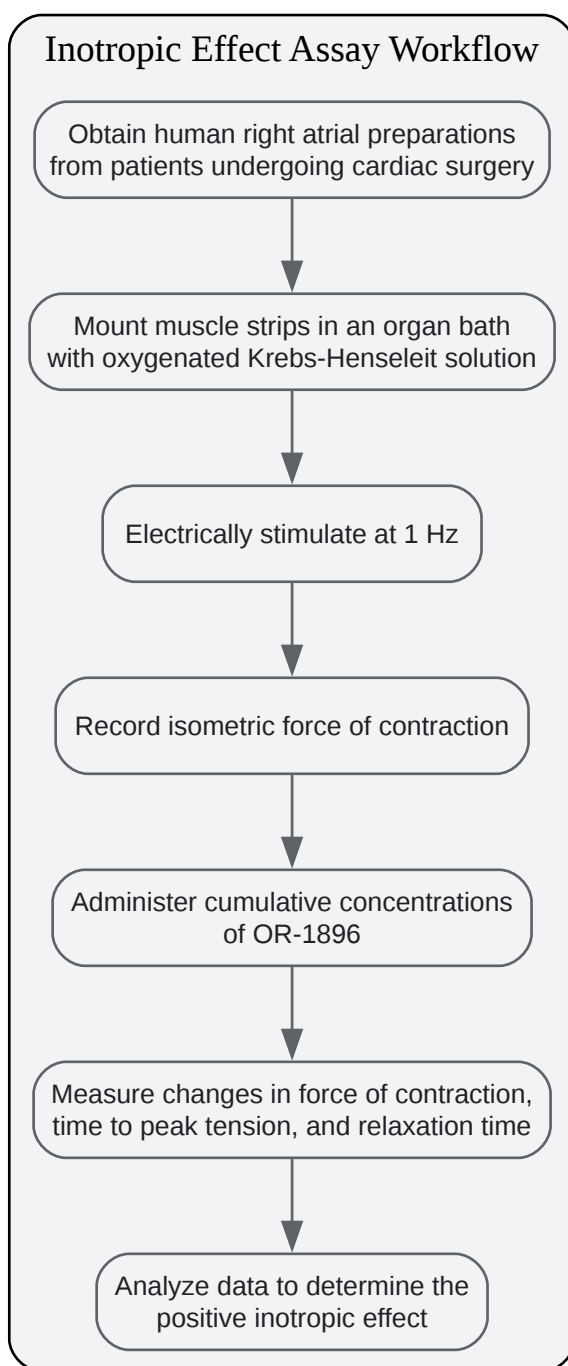 Inotropic Effect Assay Workflow
Obtain human right atrial preparations
from patients undergoing cardiac surgery
Mount muscle strips in an organ bath
with oxygenated Krebs-Henseleit solution
Electrically stimulate at 1 Hz
Record isometric force of contraction
Administer cumulative concentrations
of OR-1896
Measure changes in force of contraction,
time to peak tension, and relaxation time
Analyze data to determine the
positive inotropic effect